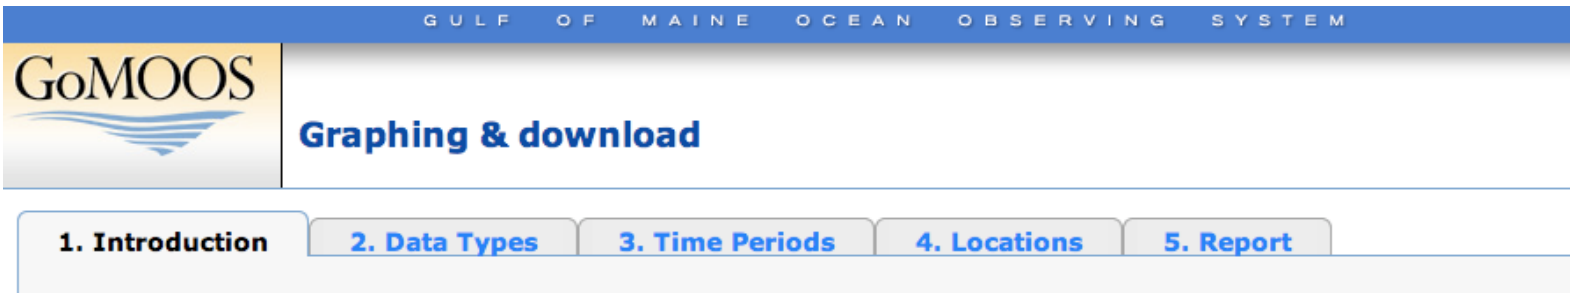 GULF OF MAINE OCEAN OBSERVING SYSTEM
GoMOOS
Graphing & download
1. Introduction 2. Data Types 3. Time Periods 4. Locations 5. Report